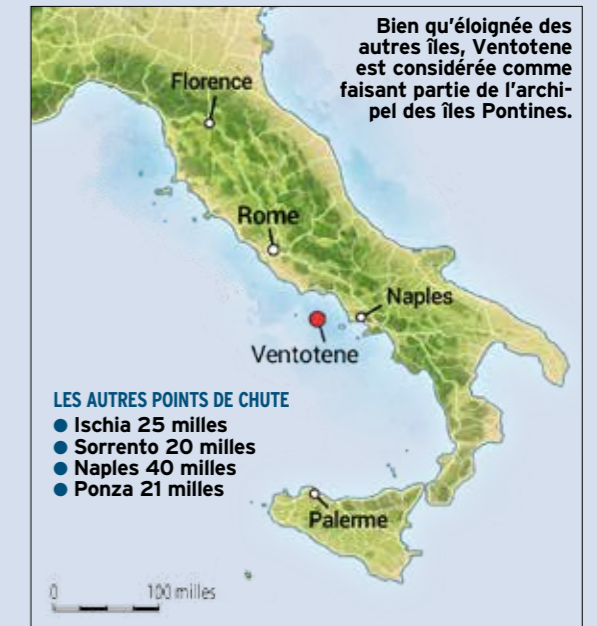 Bien qu'éloignée des
autres îles, Ventotene
est considérée comme
faisant partie de l'archi-
pel des îles Pontines.
Florence
Rome
Naples
Ventotene
LES AUTRES POINTS DE CHUTE
● Ischia 25 milles
● Sorrento 20 milles
● Naples 40 milles
● Ponza 21 milles
Palerme
0 100 milles